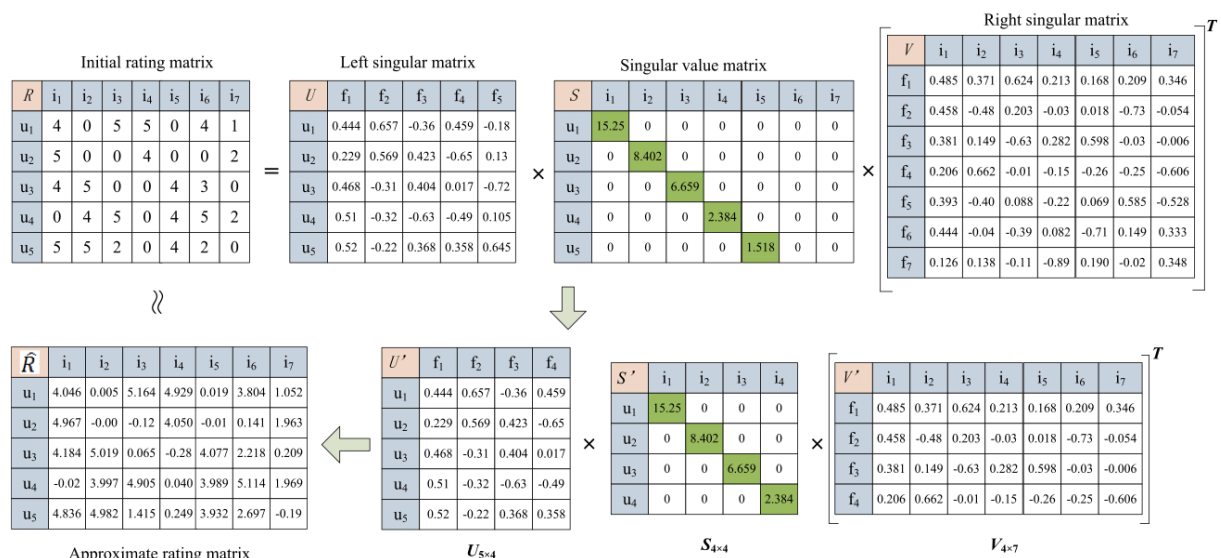 Initial rating matrix
R i1 i2 i3 i4 i5 i6 i7
u1 4 0 5 5 0 4 1
u2 5 0 0 4 0 0 2
u3 4 5 0 0 4 3 0
u4 0 4 5 0 4 5 2
u5 5 5 2 0 4 2 0
=
Left singular matrix
U f1 f2 f3 f4 f5
u1 0.444 0.657 -0.36 0.459 -0.18
u2 0.229 0.569 0.423 -0.65 0.13
u3 0.468 -0.31 0.404 0.017 -0.72
u4 0.51 -0.32 -0.63 -0.49 0.105
u5 0.52 -0.22 0.368 0.358 0.645
×
Singular value matrix
S i1 i2 i3 i4 i5 i6 i7
u1 15.25 0 0 0 0 0 0
u2 0 8.402 0 0 0 0 0
u3 0 0 6.659 0 0 0 0
u4 0 0 0 2.384 0 0 0
u5 0 0 0 0 1.518 0 0
×
Right singular matrix
T
V i1 i2 i3 i4 i5 i6 i7
f1 0.485 0.371 0.624 0.213 0.168 0.209 0.346
f2 0.458 -0.48 0.203 -0.03 0.018 -0.73 -0.054
f3 0.381 0.149 -0.63 0.282 0.598 -0.03 -0.006
f4 0.206 0.662 -0.01 -0.15 -0.26 -0.25 -0.606
f5 0.393 -0.40 0.088 -0.22 0.069 0.585 -0.528
f6 0.444 -0.04 -0.39 0.082 -0.71 0.149 0.333
f7 0.126 0.138 -0.11 -0.89 0.190 -0.02 0.348
≈
R̂ i1 i2 i3 i4 i5 i6 i7
u1 4.046 0.005 5.164 4.929 0.019 3.804 1.052
u2 4.967 -0.00 -0.12 4.050 -0.01 0.141 1.963
u3 4.184 5.019 0.065 -0.28 4.077 2.218 0.209
u4 -0.02 3.997 4.905 0.040 3.989 5.114 1.969
u5 4.836 4.982 1.415 0.249 3.932 2.697 -0.19
Approximate rating matrix
U' f1 f2 f3 f4
u1 0.444 0.657 -0.36 0.459
u2 0.229 0.569 0.423 -0.65
u3 0.468 -0.31 0.404 0.017
u4 0.51 -0.32 -0.63 -0.49
u5 0.52 -0.22 0.368 0.358
U5×4
×
S' i1 i2 i3 i4
u1 15.25 0 0 0
u2 0 8.402 0 0
u3 0 0 6.659 0
u4 0 0 0 2.384
S4×4
×
T
V' i1 i2 i3 i4 i5 i6 i7
f1 0.485 0.371 0.624 0.213 0.168 0.209 0.346
f2 0.458 -0.48 0.203 -0.03 0.018 -0.73 -0.054
f3 0.381 0.149 -0.63 0.282 0.598 -0.03 -0.006
f4 0.206 0.662 -0.01 -0.15 -0.26 -0.25 -0.606
V4×7